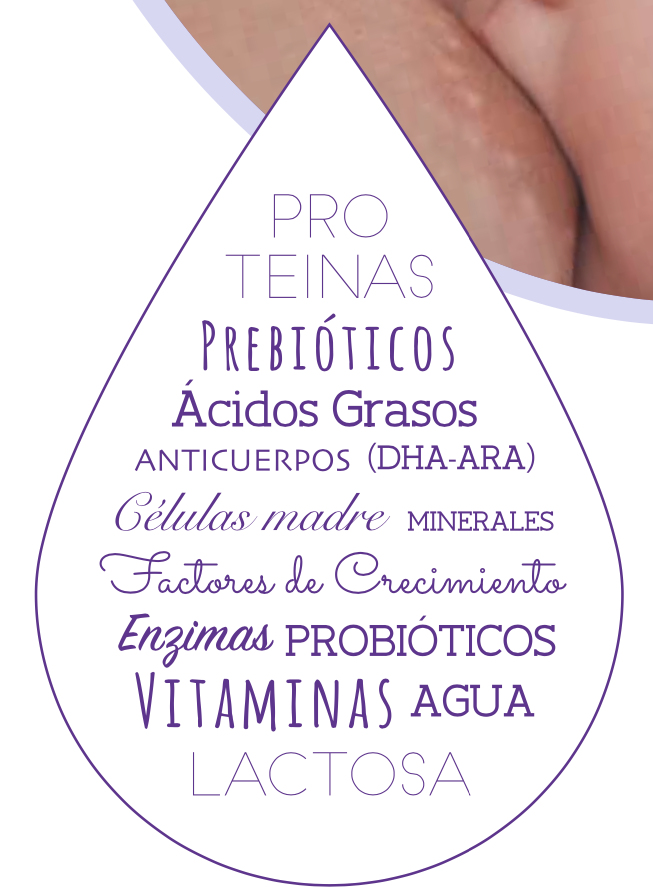 PRO
TEINAS
PREBIÓTICOS
Ácidos Grasos
ANTICUERPOS (DHA-ARA)
Células madre MINERALES
Factores de Crecimiento
Enzimas PROBIÓTICOS
VITAMINAS AGUA
LACTOSA